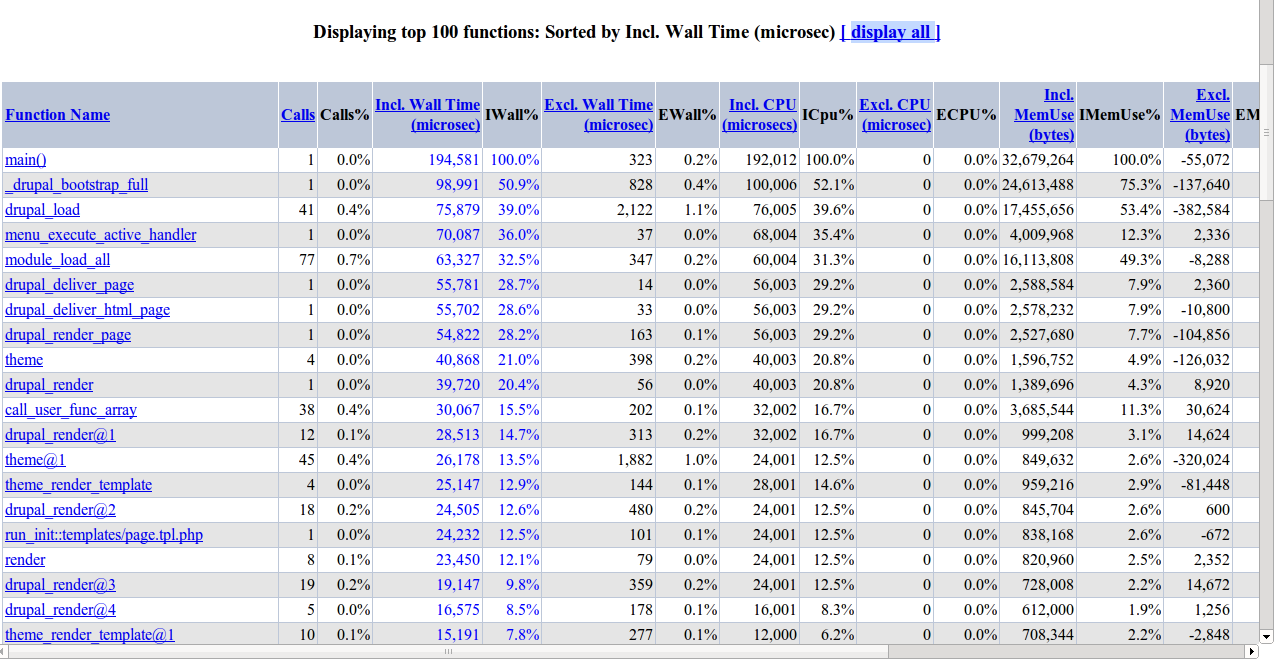 Displaying top 100 functions: Sorted by Incl. Wall Time (microsec) [ display all ]
Function Name Calls Calls% Incl. Wall Time (microsec) IWall% Excl. Wall Time (microsec) EWall% Incl. CPU (microsecs) ICpu% Excl. CPU (microsec) ECPU% Incl. MemUse (bytes) IMemUse% Excl. MemUse (bytes) EM
main() 1 0.0% 194,581 100.0% 323 0.2% 192,012 100.0% 0 0.0% 32,679,264 100.0% -55,072
_drupal_bootstrap_full 1 0.0% 98,991 50.9% 828 0.4% 100,006 52.1% 0 0.0% 24,613,488 75.3% -137,640
drupal_load 41 0.4% 75,879 39.0% 2,122 1.1% 76,005 39.6% 0 0.0% 17,455,656 53.4% -382,584
menu_execute_active_handler 1 0.0% 70,087 36.0% 37 0.0% 68,004 35.4% 0 0.0% 4,009,968 12.3% 2,336
module_load_all 77 0.7% 63,327 32.5% 347 0.2% 60,004 31.3% 0 0.0% 16,113,808 49.3% -8,288
drupal_deliver_page 1 0.0% 55,781 28.7% 14 0.0% 56,003 29.2% 0 0.0% 2,588,584 7.9% 2,360
drupal_deliver_html_page 1 0.0% 55,702 28.6% 33 0.0% 56,003 29.2% 0 0.0% 2,578,232 7.9% -10,800
drupal_render_page 1 0.0% 54,822 28.2% 163 0.1% 56,003 29.2% 0 0.0% 2,527,680 7.7% -104,856
theme 4 0.0% 40,868 21.0% 398 0.2% 40,003 20.8% 0 0.0% 1,596,752 4.9% -126,032
drupal_render 1 0.0% 39,720 20.4% 56 0.0% 40,003 20.8% 0 0.0% 1,389,696 4.3% 8,920
call_user_func_array 38 0.4% 30,067 15.5% 202 0.1% 32,002 16.7% 0 0.0% 3,685,544 11.3% 30,624
drupal_render@1 12 0.1% 28,513 14.7% 313 0.2% 32,002 16.7% 0 0.0% 999,208 3.1% 14,624
theme@1 45 0.4% 26,178 13.5% 1,882 1.0% 24,001 12.5% 0 0.0% 849,632 2.6% -320,024
theme_render_template 4 0.0% 25,147 12.9% 144 0.1% 28,001 14.6% 0 0.0% 959,216 2.9% -81,448
drupal_render@2 18 0.2% 24,505 12.6% 480 0.2% 24,001 12.5% 0 0.0% 845,704 2.6% 600
run_init::templates/page.tpl.php 1 0.0% 24,232 12.5% 101 0.1% 24,001 12.5% 0 0.0% 838,168 2.6% -672
render 8 0.1% 23,450 12.1% 79 0.0% 24,001 12.5% 0 0.0% 820,960 2.5% 2,352
drupal_render@3 19 0.2% 19,147 9.8% 359 0.2% 24,001 12.5% 0 0.0% 728,008 2.2% 14,672
drupal_render@4 5 0.0% 16,575 8.5% 178 0.1% 16,001 8.3% 0 0.0% 612,000 1.9% 1,256
theme_render_template@1 10 0.1% 15,191 7.8% 277 0.1% 12,000 6.2% 0 0.0% 708,344 2.2% -2,848